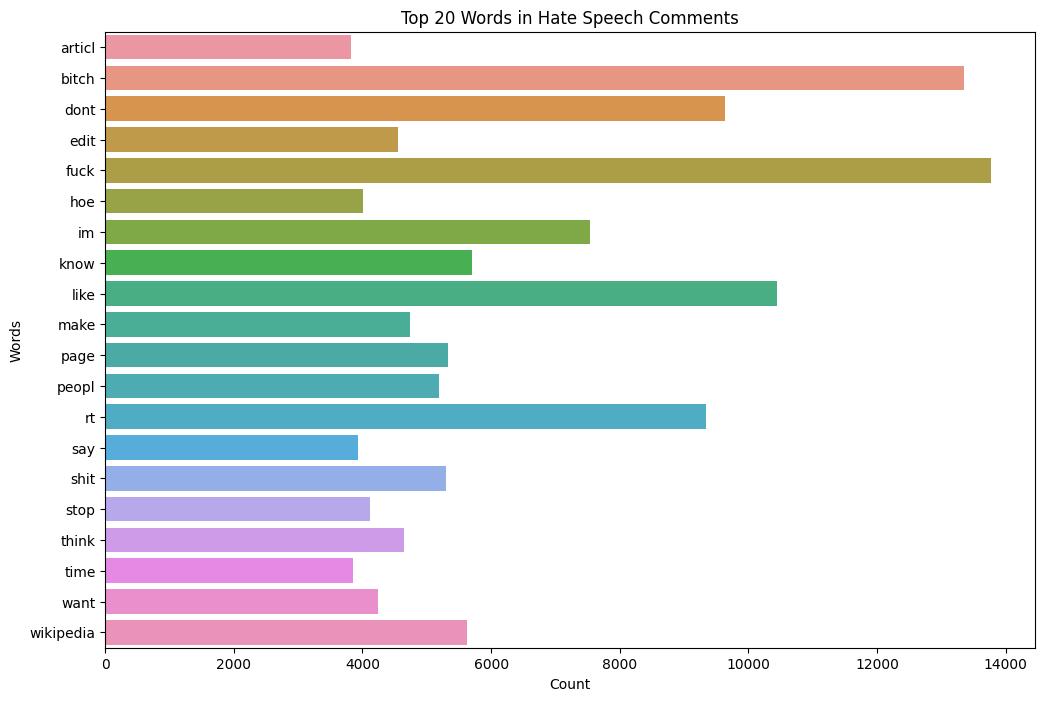 Top 20 Words in Hate Speech Comments
Words
articl
bitch
dont
edit
fuck
hoe
im
know
like
make
page
peopl
rt
say
shit
stop
think
time
want
wikipedia
0 2000 4000 6000 8000 10000 12000 14000
Count